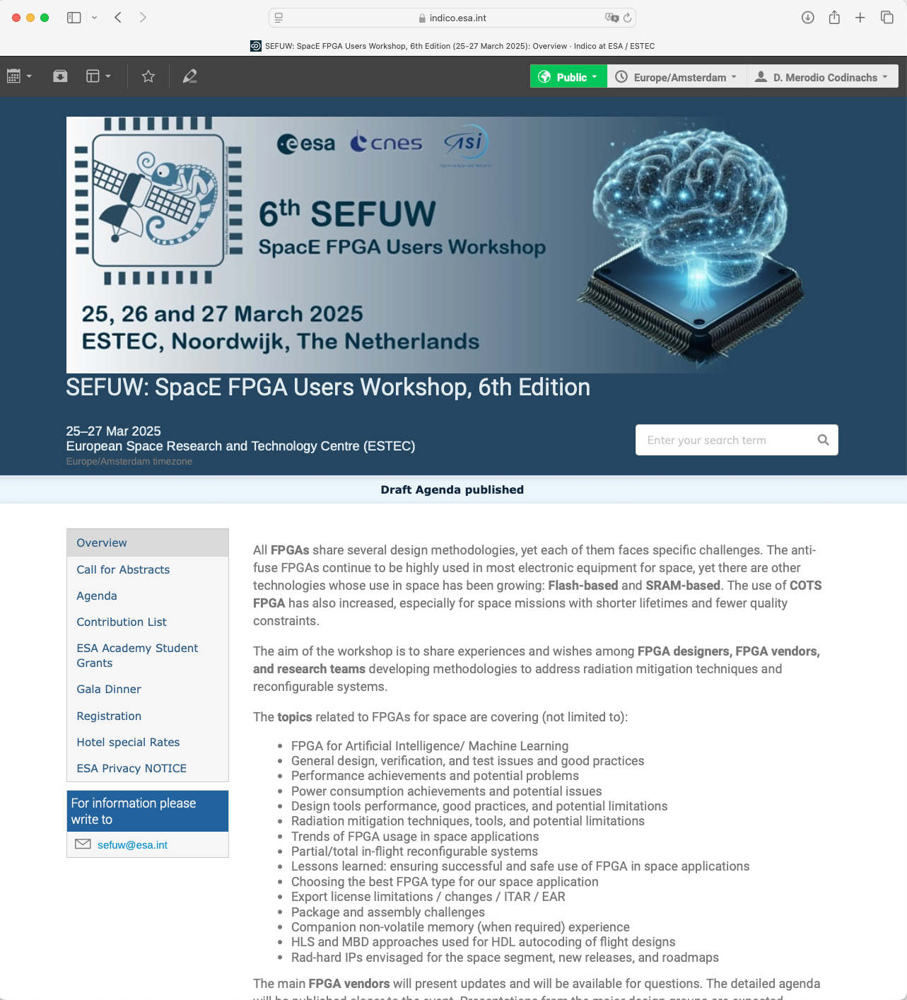 indico.esa.int
SEFUW: SpacE FPGA Users Workshop, 6th Edition (25-27 March 2025): Overview · Indico at ESA / ESTEC
Public
Europe/Amsterdam
D. Merodio Codinachs
esa
cnes
asi
6th SEFUW
SpacE FPGA Users Workshop
25, 26 and 27 March 2025
ESTEC, Noordwijk, The Netherlands
SEFUW: SpacE FPGA Users Workshop, 6th Edition
25–27 Mar 2025
European Space Research and Technology Centre (ESTEC)
Europe/Amsterdam timezone
Enter your search term
Draft Agenda published
Overview
Call for Abstracts
Agenda
Contribution List
ESA Academy Student
Grants
Gala Dinner
Registration
Hotel special Rates
ESA Privacy NOTICE
For information please
write to
sefuw@esa.int
All FPGAs share several design methodologies, yet each of them faces specific challenges. The anti-
fuse FPGAs continue to be highly used in most electronic equipment for space, yet there are other
technologies whose use in space has been growing: Flash-based and SRAM-based. The use of COTS
FPGA has also increased, especially for space missions with shorter lifetimes and fewer quality
constraints.
The aim of the workshop is to share experiences and wishes among FPGA designers, FPGA vendors,
and research teams developing methodologies to address radiation mitigation techniques and
reconfigurable systems.
The topics related to FPGAs for space are covering (not limited to):
• FPGA for Artificial Intelligence/ Machine Learning
• General design, verification, and test issues and good practices
• Performance achievements and potential problems
• Power consumption achievements and potential issues
• Design tools performance, good practices, and potential limitations
• Radiation mitigation techniques, tools, and potential limitations
• Trends of FPGA usage in space applications
• Partial/total in-flight reconfigurable systems
• Lessons learned: ensuring successful and safe use of FPGA in space applications
• Choosing the best FPGA type for our space application
• Export license limitations / changes / ITAR / EAR
• Package and assembly challenges
• Companion non-volatile memory (when required) experience
• HLS and MBD approaches used for HDL autocoding of flight designs
• Rad-hard IPs envisaged for the space segment, new releases, and roadmaps
The main FPGA vendors will present updates and will be available for questions. The detailed agenda